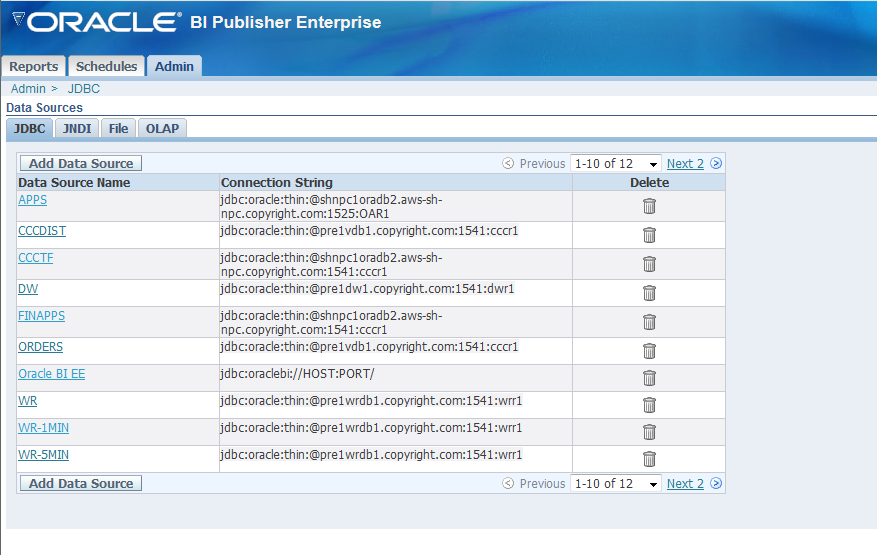 ORACLE® BI Publisher Enterprise
Reports Schedules Admin
Admin > JDBC
Data Sources
JDBC JNDI File OLAP
Add Data Source Previous 1-10 of 12 Next 2
Data Source Name Connection String Delete
APPS jdbc:oracle:thin:@shnpc1oradb2.aws-sh-
npc.copyright.com:1525:OAR1
CCCDIST jdbc:oracle:thin:@pre1vdb1.copyright.com:1541:cccr1
CCCTF jdbc:oracle:thin:@shnpc1oradb2.aws-sh-
npc.copyright.com:1541:cccr1
DW jdbc:oracle:thin:@pre1dw1.copyright.com:1541:dwr1
FINAPPS jdbc:oracle:thin:@shnpc1oradb2.aws-sh-
npc.copyright.com:1541:cccr1
ORDERS jdbc:oracle:thin:@pre1vdb1.copyright.com:1541:cccr1
Oracle BI EE jdbc:oraclebi://HOST:PORT/
WR jdbc:oracle:thin:@pre1wrdb1.copyright.com:1541:wrr1
WR-1MIN jdbc:oracle:thin:@pre1wrdb1.copyright.com:1541:wrr1
WR-5MIN jdbc:oracle:thin:@pre1wrdb1.copyright.com:1541:wrr1
Add Data Source Previous 1-10 of 12 Next 2